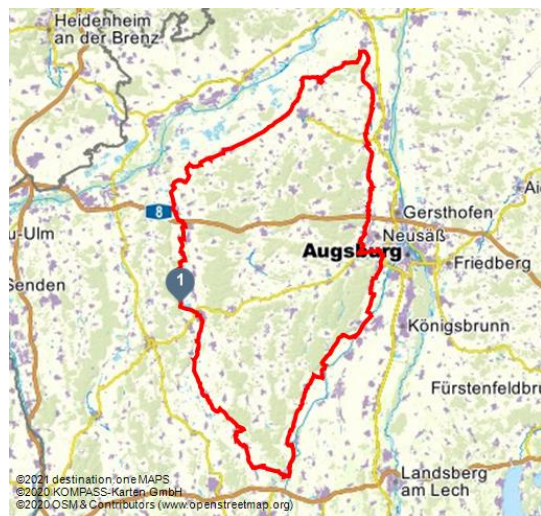 Heidenheim
an der Brenz
8
u-Ulm
Senden
1
Gersthofen
Neusäß
Augsburg
Friedberg
Königsbrunn
Fürstenfeldbru
Landsberg
am Lech
©2021 destination.one MAPS
©2020 KOMPASS-Karten GmbH
©2020 OSM & Contributors (www.openstreetmap.org)